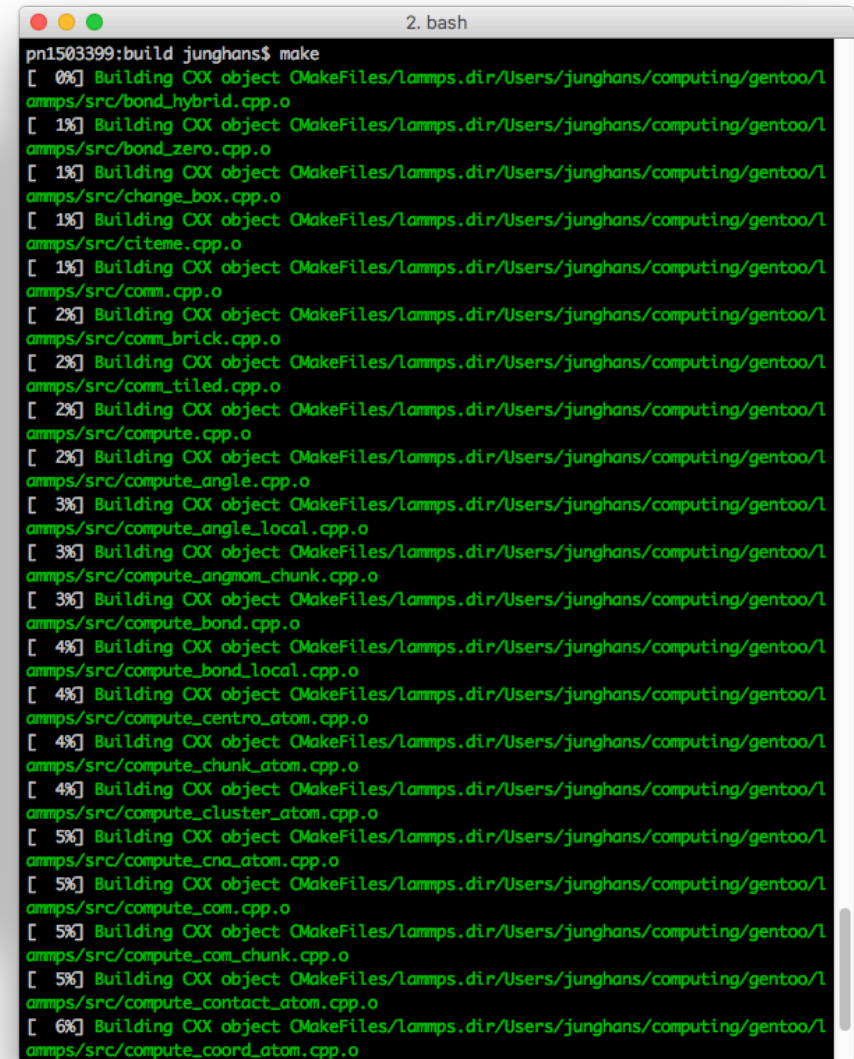 2. bash
pn1503399:build junghans$ make
[  0%] Building CXX object CMakeFiles/lammps.dir/Users/junghans/computing/gentoo/l
ammps/src/bond_hybrid.cpp.o
[  1%] Building CXX object CMakeFiles/lammps.dir/Users/junghans/computing/gentoo/l
ammps/src/bond_zero.cpp.o
[  1%] Building CXX object CMakeFiles/lammps.dir/Users/junghans/computing/gentoo/l
ammps/src/change_box.cpp.o
[  1%] Building CXX object CMakeFiles/lammps.dir/Users/junghans/computing/gentoo/l
ammps/src/citeme.cpp.o
[  1%] Building CXX object CMakeFiles/lammps.dir/Users/junghans/computing/gentoo/l
ammps/src/comm.cpp.o
[  2%] Building CXX object CMakeFiles/lammps.dir/Users/junghans/computing/gentoo/l
ammps/src/comm_brick.cpp.o
[  2%] Building CXX object CMakeFiles/lammps.dir/Users/junghans/computing/gentoo/l
ammps/src/comm_tiled.cpp.o
[  2%] Building CXX object CMakeFiles/lammps.dir/Users/junghans/computing/gentoo/l
ammps/src/compute.cpp.o
[  2%] Building CXX object CMakeFiles/lammps.dir/Users/junghans/computing/gentoo/l
ammps/src/compute_angle.cpp.o
[  3%] Building CXX object CMakeFiles/lammps.dir/Users/junghans/computing/gentoo/l
ammps/src/compute_angle_local.cpp.o
[  3%] Building CXX object CMakeFiles/lammps.dir/Users/junghans/computing/gentoo/l
ammps/src/compute_angmom_chunk.cpp.o
[  3%] Building CXX object CMakeFiles/lammps.dir/Users/junghans/computing/gentoo/l
ammps/src/compute_bond.cpp.o
[  4%] Building CXX object CMakeFiles/lammps.dir/Users/junghans/computing/gentoo/l
ammps/src/compute_bond_local.cpp.o
[  4%] Building CXX object CMakeFiles/lammps.dir/Users/junghans/computing/gentoo/l
ammps/src/compute_centro_atom.cpp.o
[  4%] Building CXX object CMakeFiles/lammps.dir/Users/junghans/computing/gentoo/l
ammps/src/compute_chunk_atom.cpp.o
[  4%] Building CXX object CMakeFiles/lammps.dir/Users/junghans/computing/gentoo/l
ammps/src/compute_cluster_atom.cpp.o
[  5%] Building CXX object CMakeFiles/lammps.dir/Users/junghans/computing/gentoo/l
ammps/src/compute_cna_atom.cpp.o
[  5%] Building CXX object CMakeFiles/lammps.dir/Users/junghans/computing/gentoo/l
ammps/src/compute_com.cpp.o
[  5%] Building CXX object CMakeFiles/lammps.dir/Users/junghans/computing/gentoo/l
ammps/src/compute_com_chunk.cpp.o
[  5%] Building CXX object CMakeFiles/lammps.dir/Users/junghans/computing/gentoo/l
ammps/src/compute_contact_atom.cpp.o
[  6%] Building CXX object CMakeFiles/lammps.dir/Users/junghans/computing/gentoo/l
ammps/src/compute_coord_atom.cpp.o